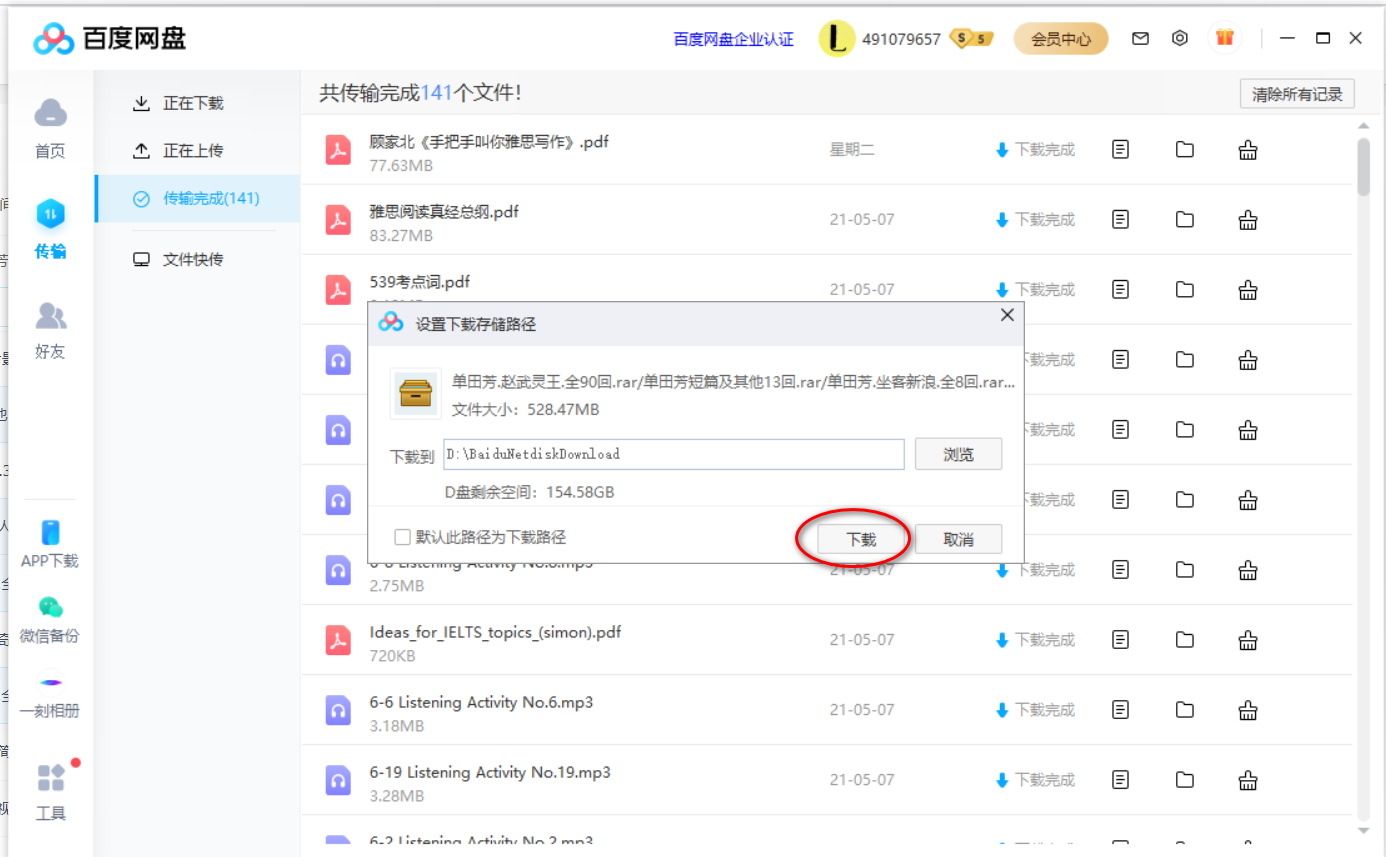 百度网盘
百度网盘企业认证
491079657
S 5
会员中心
首页
传输
好友
APP下载
微信备份
一刻相册
工具
正在下载
正在上传
传输完成(141)
文件快传
共传输完成141个文件!
清除所有记录
顾家北《手把手叫你雅思写作》.pdf
77.63MB
星期二
下载完成
雅思阅读真经总纲.pdf
83.27MB
21-05-07
下载完成
539考点词.pdf
21-05-07
下载完成
设置下载存储路径
单田芳.赵武灵王.全90回.rar/单田芳短篇及其他13回.rar/单田芳.坐客新浪.全8回.rar...
文件大小：528.47MB
下载到
D:\BaiduNetdiskDownload
浏览
D盘剩余空间：154.58GB
默认此路径为下载路径
下载
取消
下载完成
下载完成
下载完成
Listening Activity No.8.mp3
2.75MB
21-05-07
下载完成
Ideas_for_IELTS_topics_(simon).pdf
720KB
21-05-07
下载完成
6-6 Listening Activity No.6.mp3
3.18MB
21-05-07
下载完成
6-19 Listening Activity No.19.mp3
3.28MB
21-05-07
下载完成
6-2 Listening Activity No.2.mp3